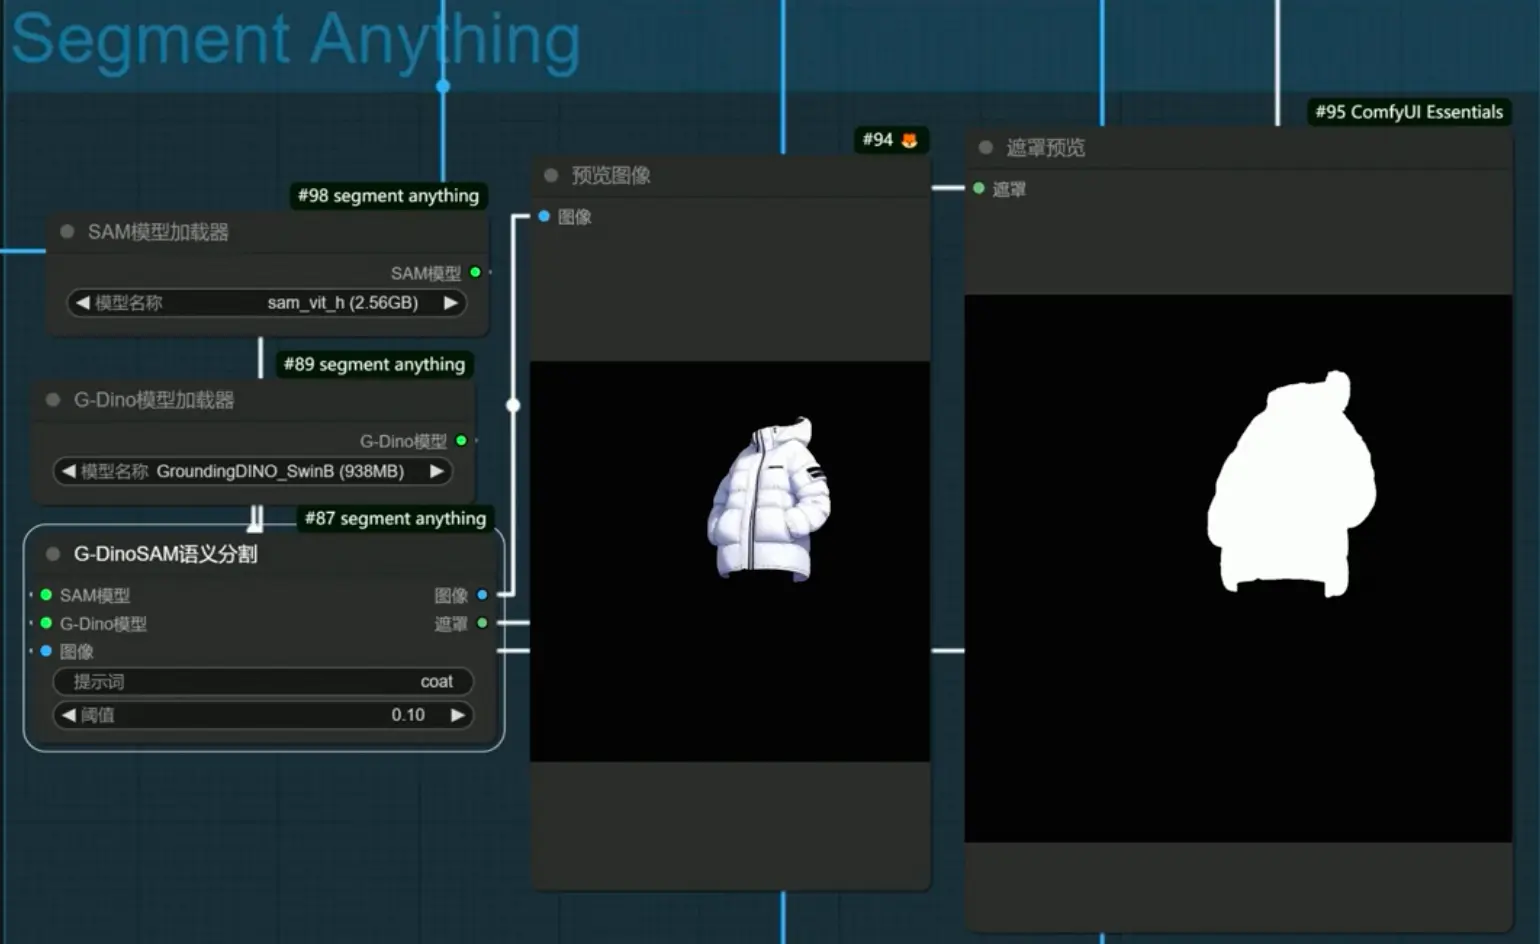 Segment Anything
#98 segment anything
SAM模型加载器
SAM模型
模型名称 sam_vit_h (2.56GB)
#89 segment anything
G-Dino模型加载器
G-Dino模型
模型名称 GroundingDINO_SwinB (938MB)
#87 segment anything
G-DinoSAM语义分割
SAM模型 图像
G-Dino模型 遮罩
图像
提示词 coat
阈值 0.10
#94
预览图像
图像
#95 ComfyUI Essentials
遮罩预览
遮罩